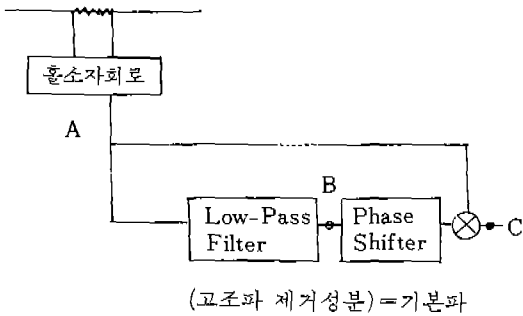 홀소자회로
A
B
Low-Pass
Filter
Phase
Shifter
C
(고조파 제거성분)=기본파